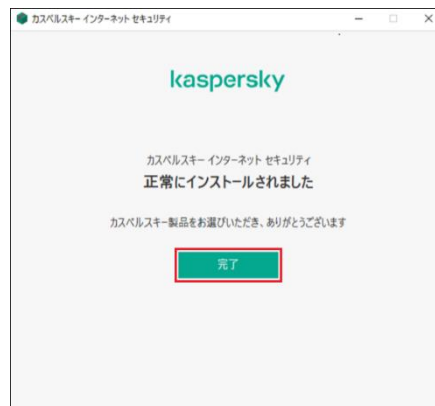 カスペルスキー インターネット セキュリティ
kaspersky
カスペルスキー インターネット セキュリティ
正常にインストールされました
カスペルスキー製品をお選びいただき、ありがとうございます
完了